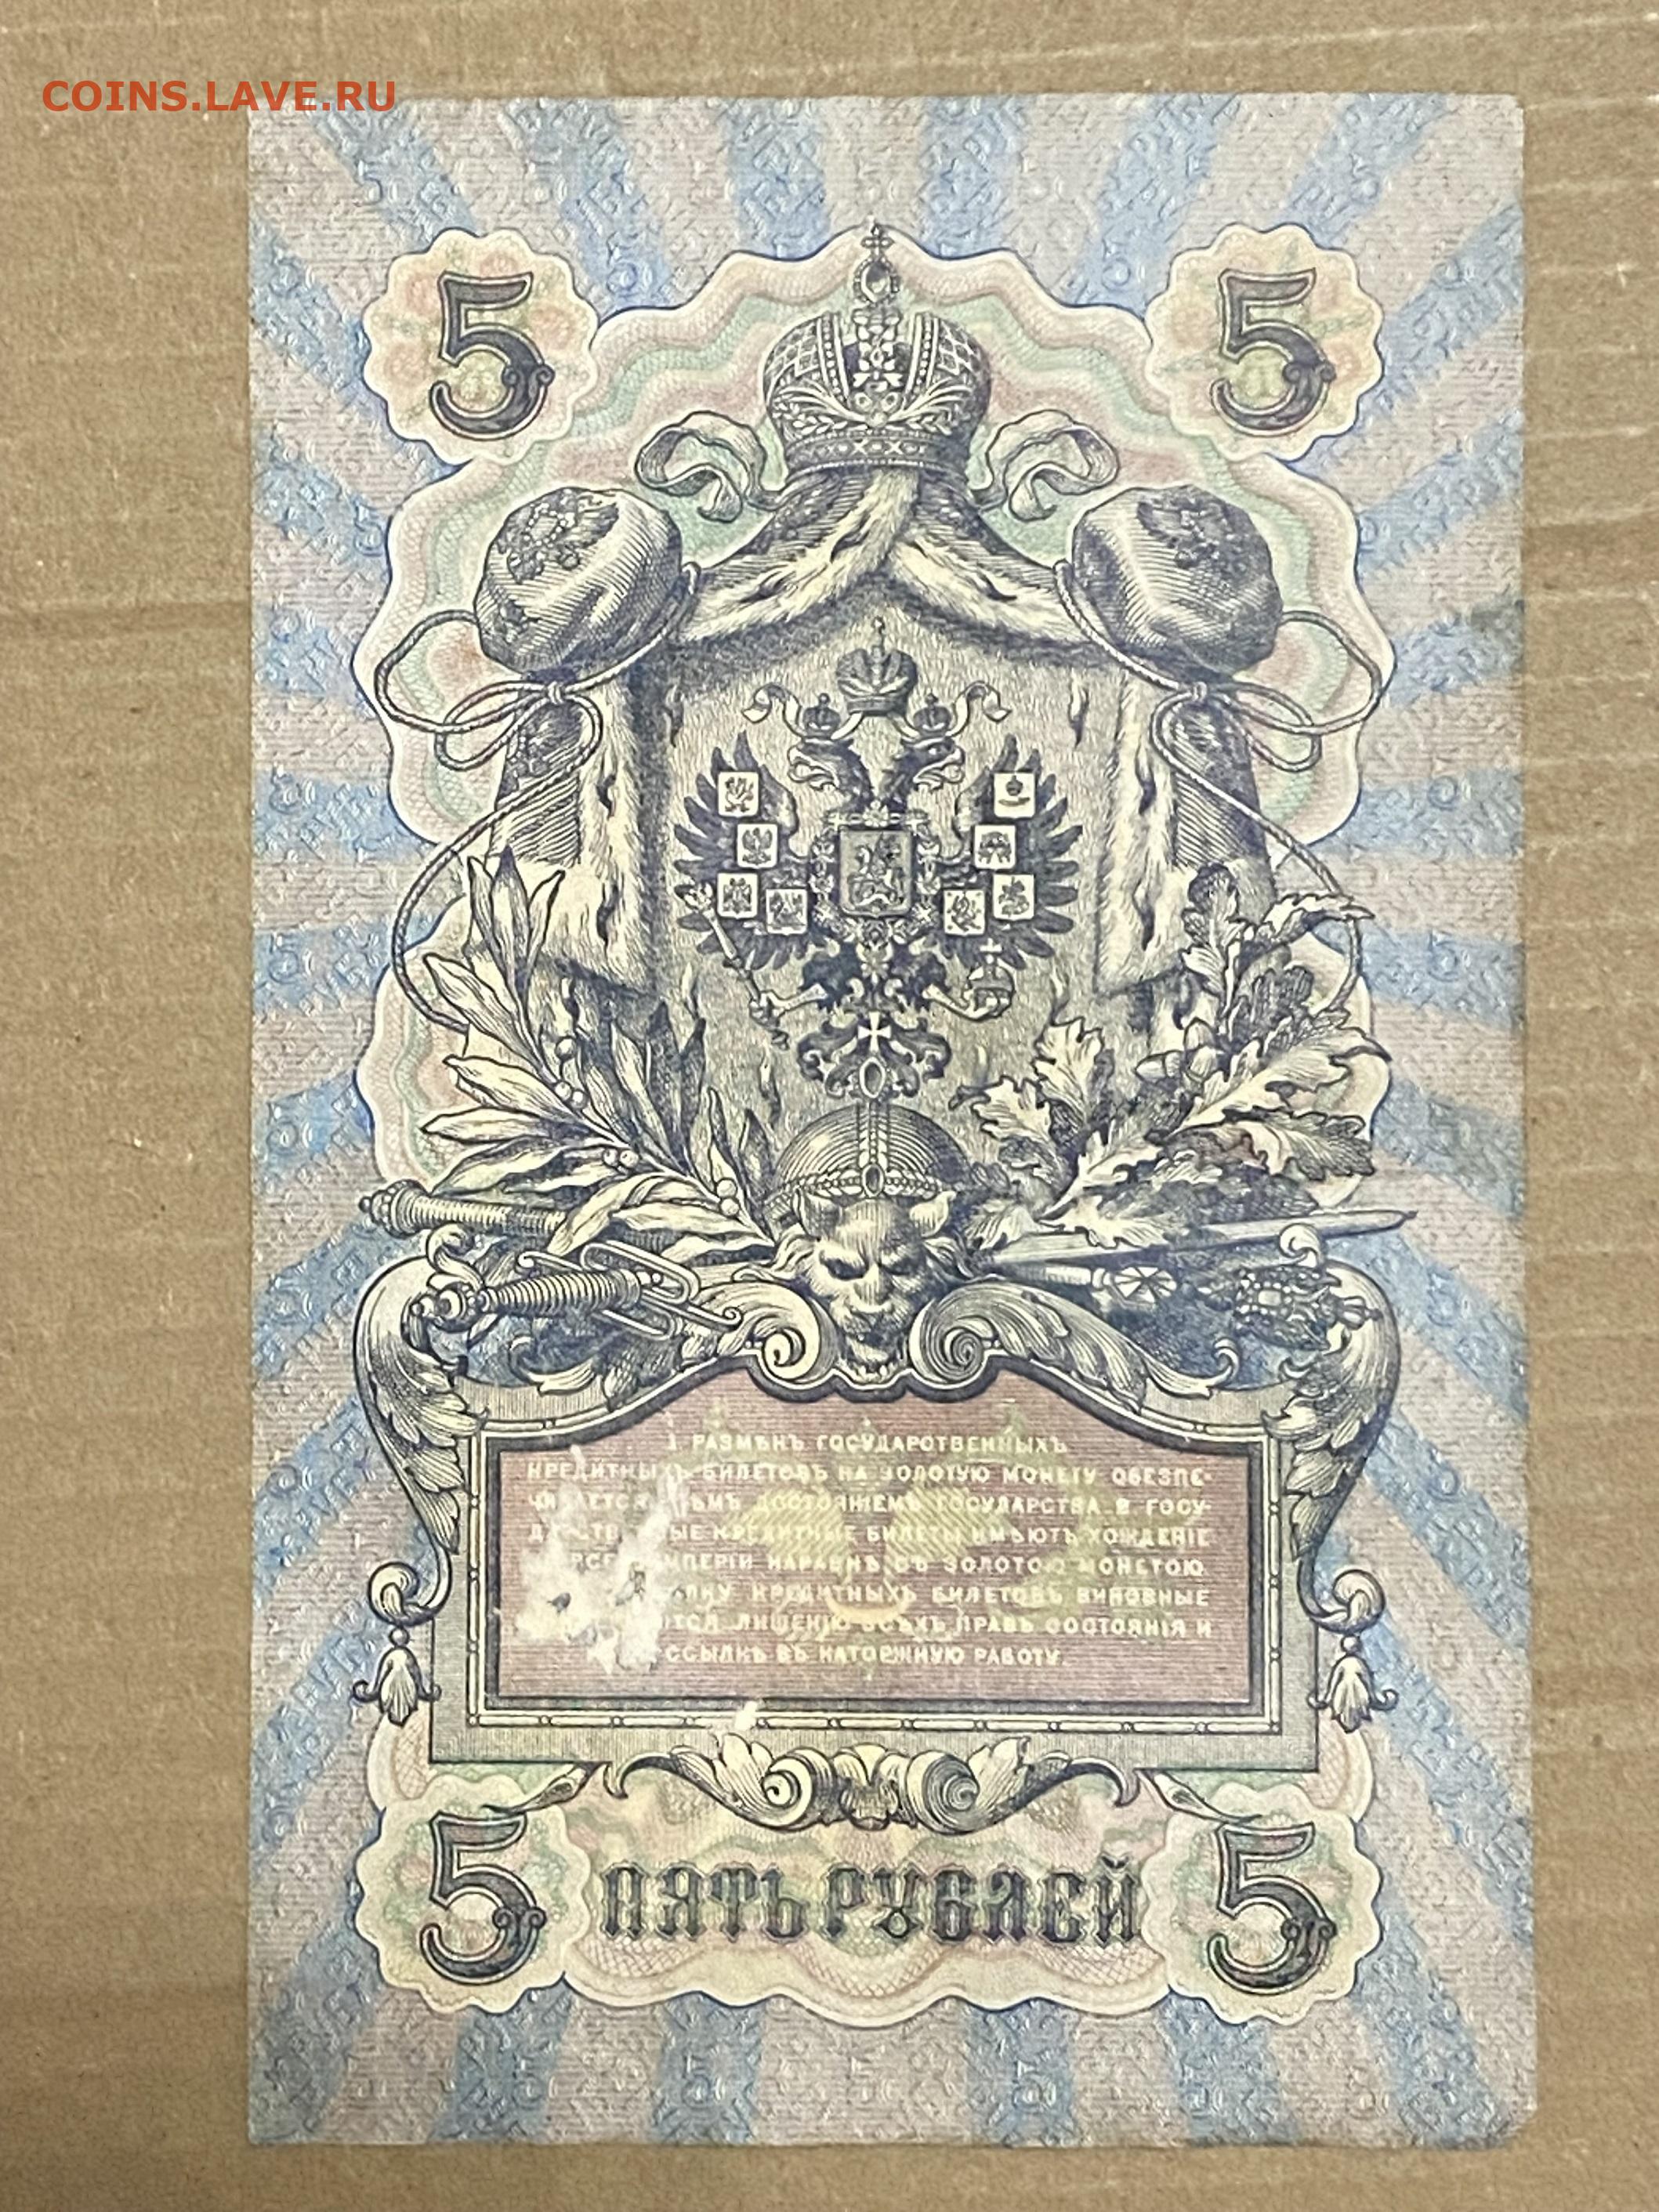 COINS.LAVE.RU
5 5
1. РАЗМѢНЪ ГОСУДАРСТВЕННЫХЪ
КРЕДИТНЫХЪ БИЛЕТОВЪ НА ЗОЛОТУЮ МОНЕТУ ОБЕЗПЕ-
ДОСТОЯНІЕМЪ ГОСУДАРСТВА. 2. ГОСУ-
КРЕДИТНЫЕ БИЛЕТЫ ИМѢЮТЪ ХОЖДЕНІЕ
ИМПЕРІИ НАРАВНѢ СЪ ЗОЛОТОЮ МОНЕТОЮ.
КРЕДИТНЫХЪ БИЛЕТОВЪ ВИНОВНЫЕ
ЛИШЕНІЮ ВСѢХЪ ПРАВЪ СОСТОЯНІЯ И
ССЫЛКѢ ВЪ КАТОРЖНУЮ РАБОТУ.
5 ПЯТЬ РУБЛЕЙ 5